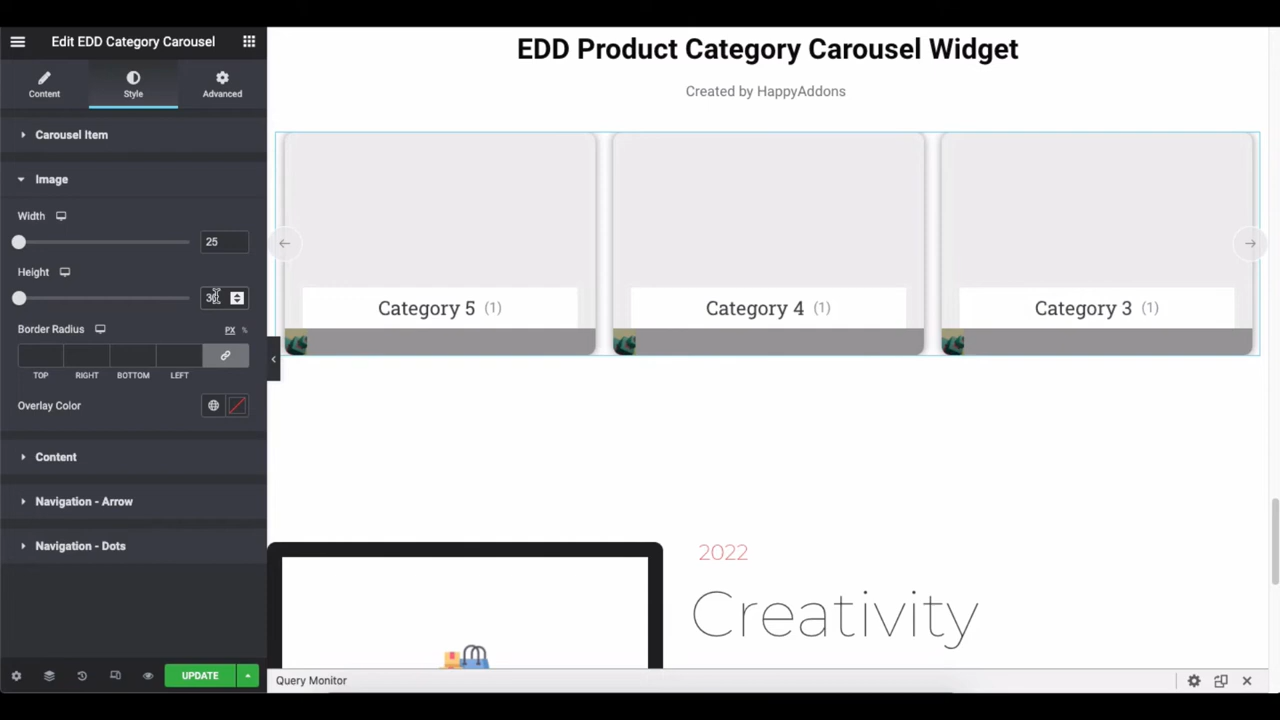 Edit EDD Category Carousel
Content
Style
Advanced
Carousel Item
Image
Width
25
Height
Border Radius
PX %
TOP RIGHT BOTTOM LEFT
Overlay Color
Content
Navigation - Arrow
Navigation - Dots
UPDATE
EDD Product Category Carousel Widget
Created by HappyAddons
Category 5 (1)
Category 4 (1)
Category 3 (1)
2022
Creativity
Query Monitor